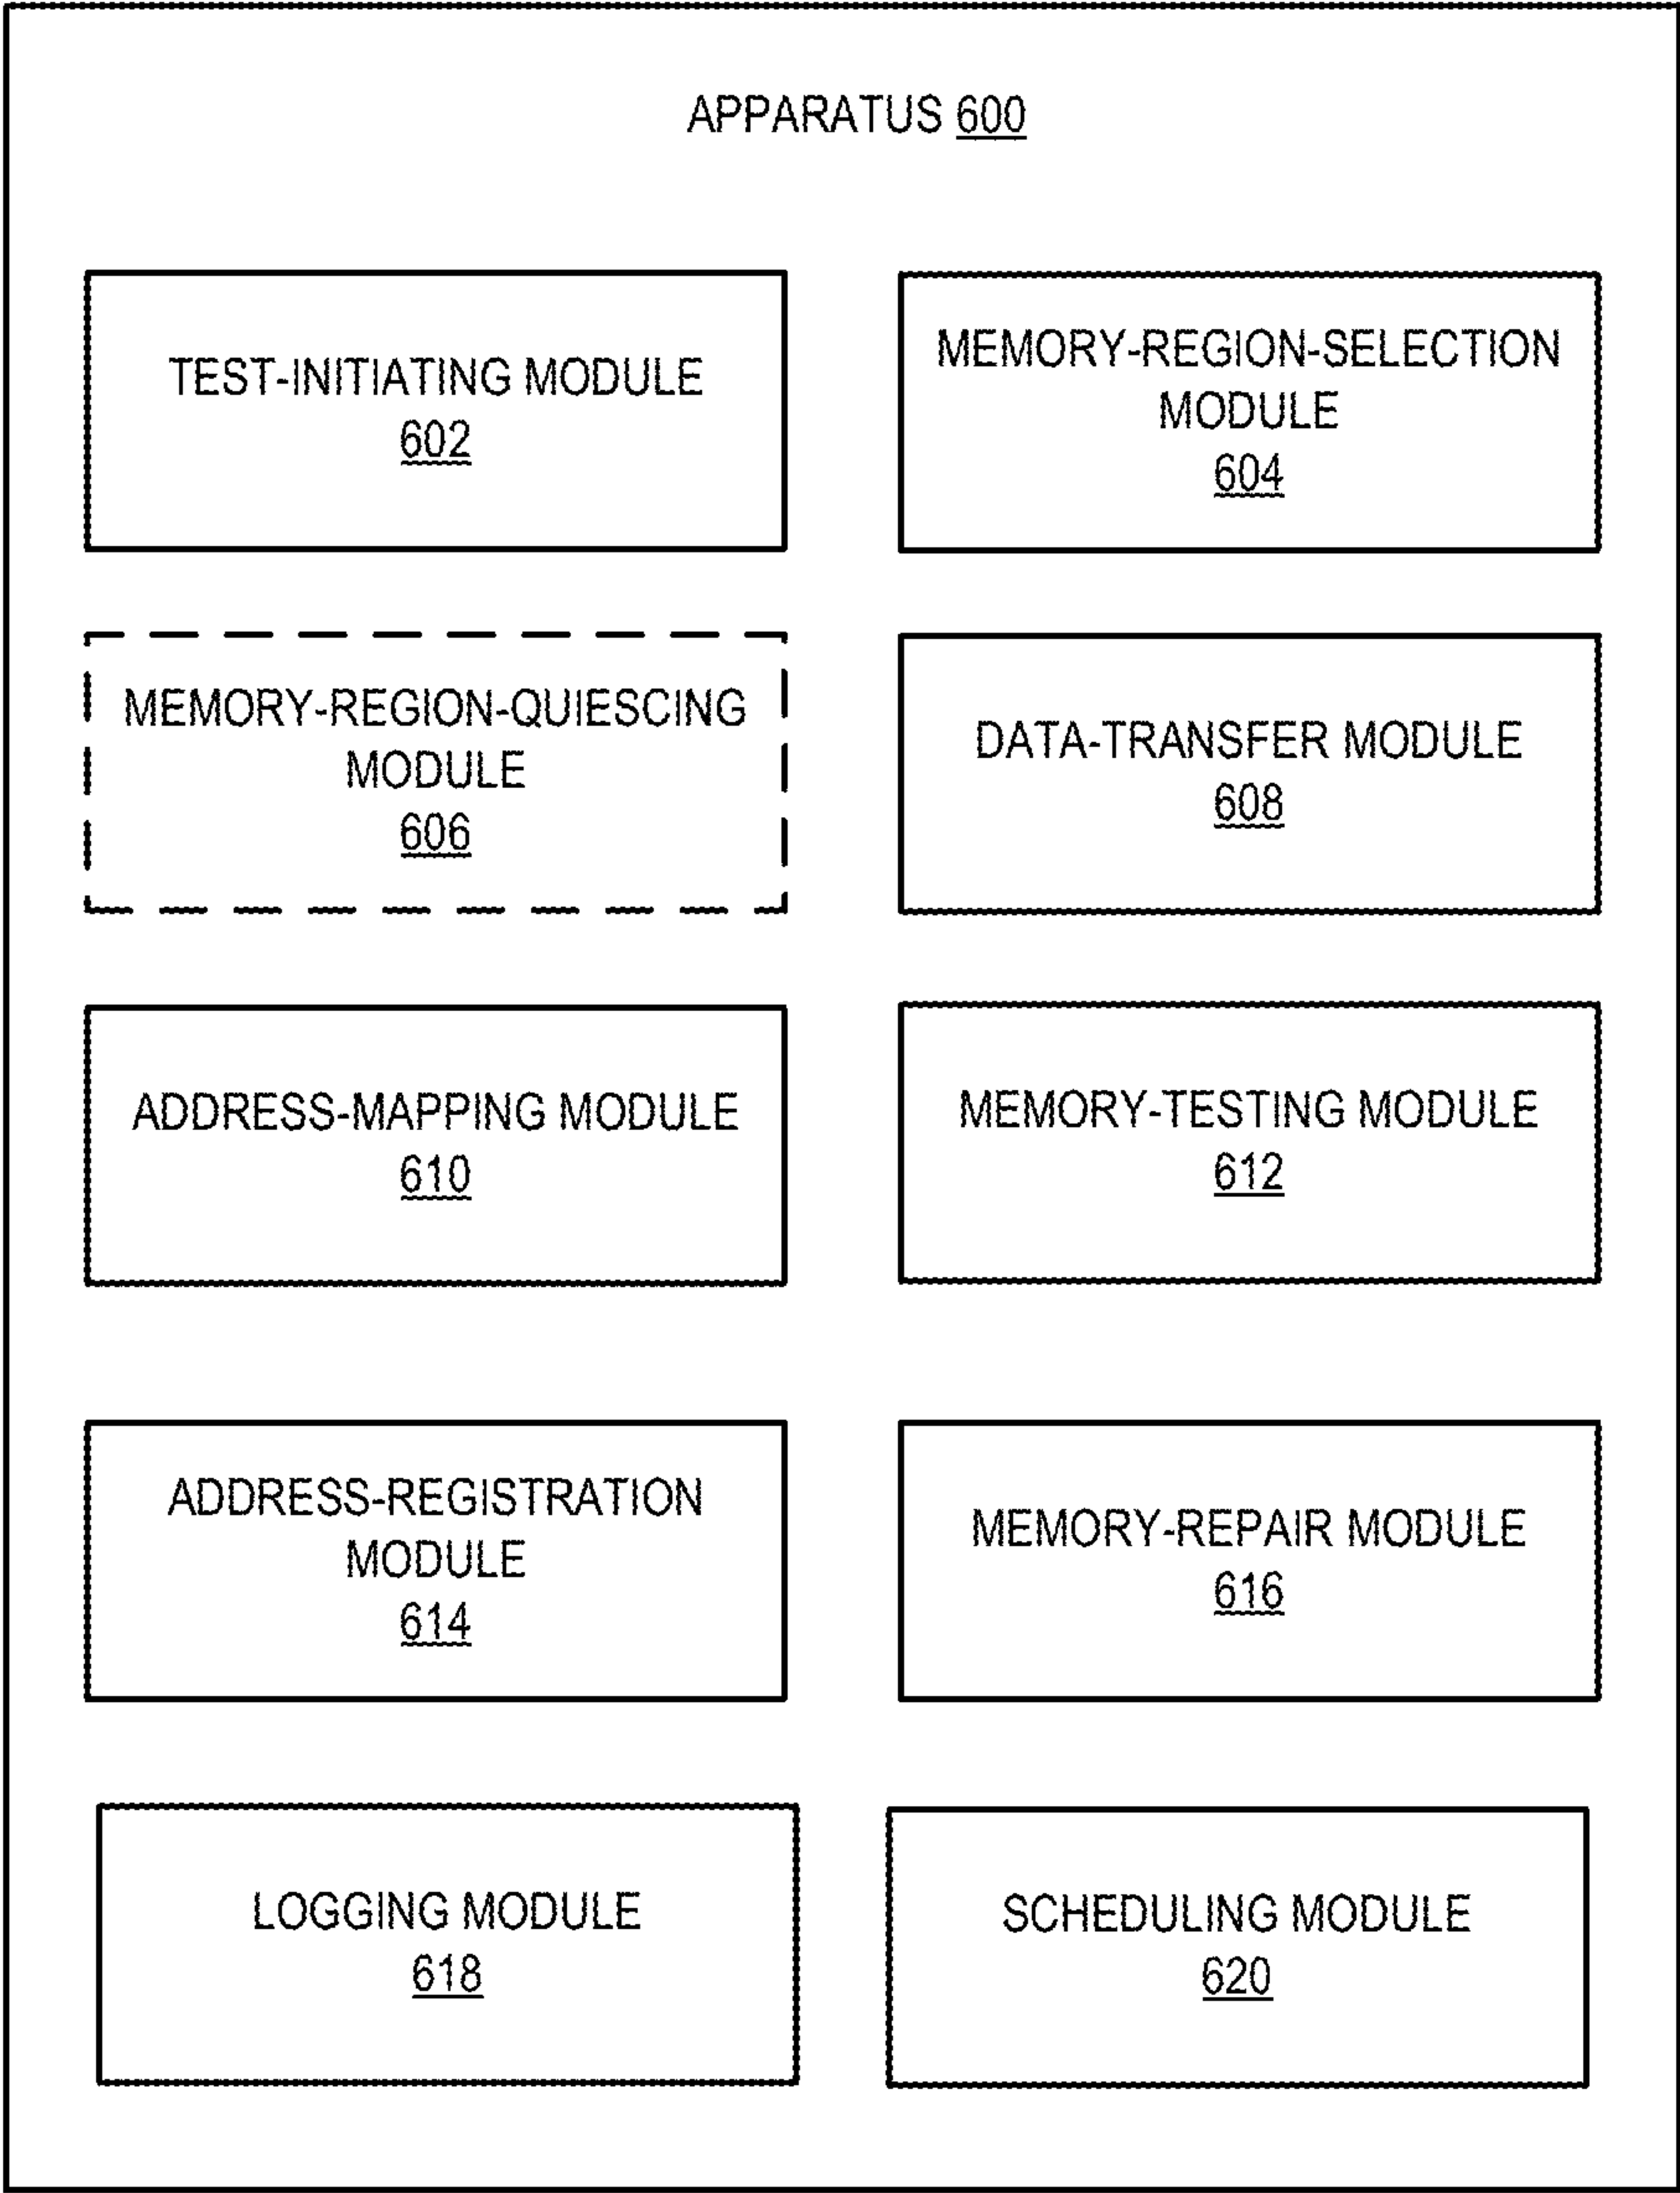 APPARATUS 600
TEST-INITIATING MODULE
602
MEMORY-REGION-SELECTION
MODULE
604
MEMORY-REGION-QUIESCING
MODULE
606
DATA-TRANSFER MODULE
608
ADDRESS-MAPPING MODULE
610
MEMORY-TESTING MODULE
612
ADDRESS-REGISTRATION
MODULE
614
MEMORY-REPAIR MODULE
616
LOGGING MODULE
618
SCHEDULING MODULE
620